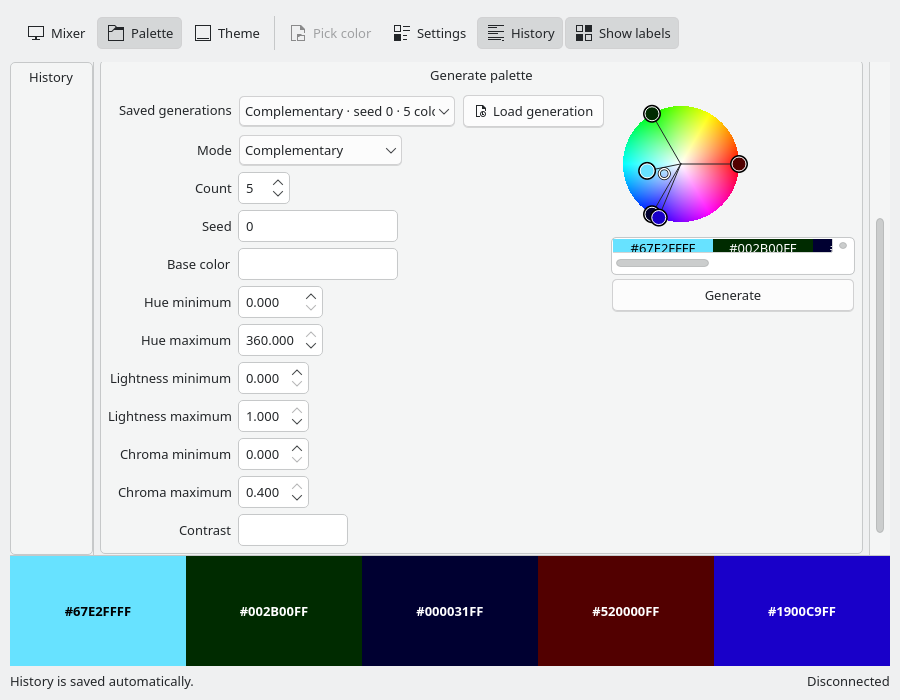 Mixer Palette Theme Pick color Settings History Show labels
History
Generate palette
Saved generations Complementary · seed 0 · 5 colo Load generation
Mode Complementary
Count 5
Seed 0
Base color
Hue minimum 0.000
Hue maximum 360.000
Lightness minimum 0.000
Lightness maximum 1.000
Chroma minimum 0.000
Chroma maximum 0.400
Contrast
#67E2FFFF #002B00FF
Generate
#67E2FFFF #002B00FF #000031FF #520000FF #1900C9FF
History is saved automatically. Disconnected